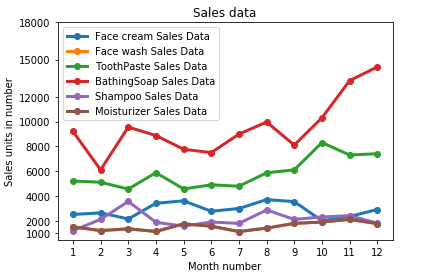 Sales data
18000
15000
12000
10000
8000
6000
4000
2000
1000
Sales units in number
Face cream Sales Data
Face wash Sales Data
ToothPaste Sales Data
BathingSoap Sales Data
Shampoo Sales Data
Moisturizer Sales Data
1 2 3 4 5 6 7 8 9 10 11 12
Month number